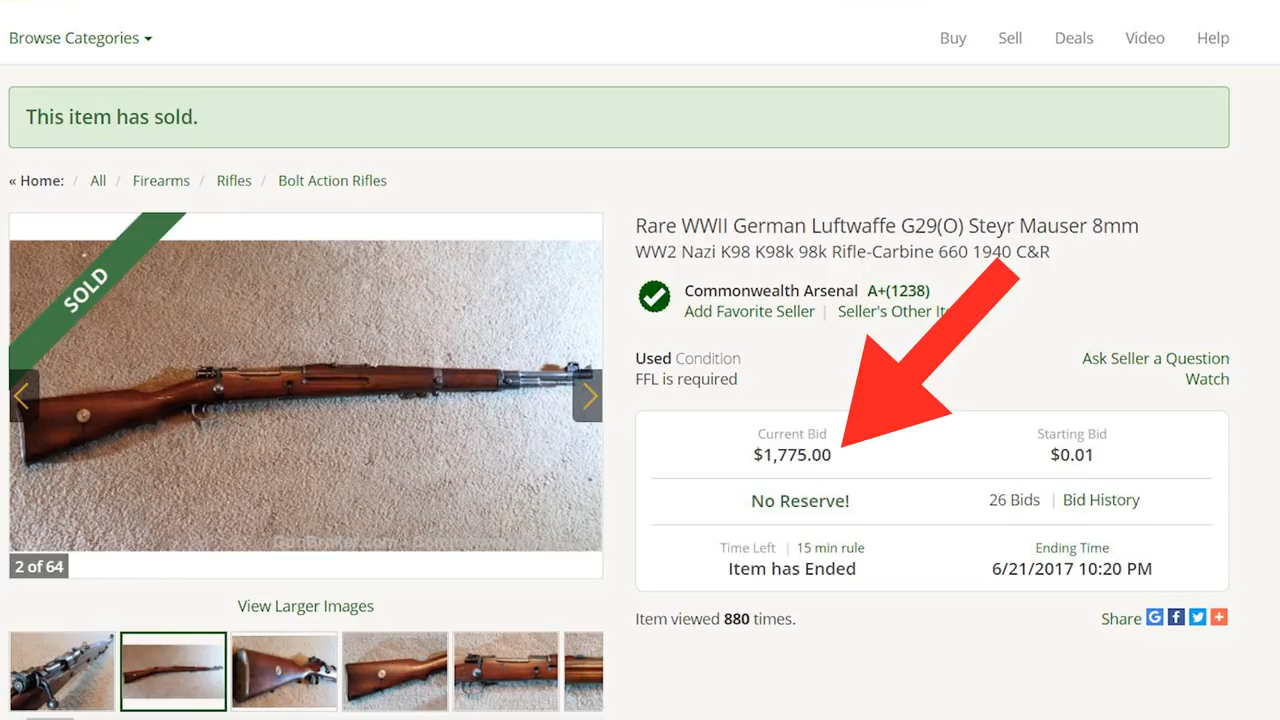 Browse Categories
Buy Sell Deals Video Help
This item has sold.
« Home: / All / Firearms / Rifles / Bolt Action Rifles
SOLD
Rare WWII German Luftwaffe G29(O) Steyr Mauser 8mm
WW2 Nazi K98 K98k 98k Rifle-Carbine 660 1940 C&R
Commonwealth Arsenal A+(1238)
Add Favorite Seller | Seller's Other
Used Condition
FFL is required
Ask Seller a Question
Watch
Current Bid
$1,775.00
Starting Bid
$0.01
No Reserve!
26 Bids | Bid History
Time Left | 15 min rule
Item has Ended
Ending Time
6/21/2017 10:20 PM
GunBroker.com
2 of 64
View Larger Images
Item viewed 880 times.
Share